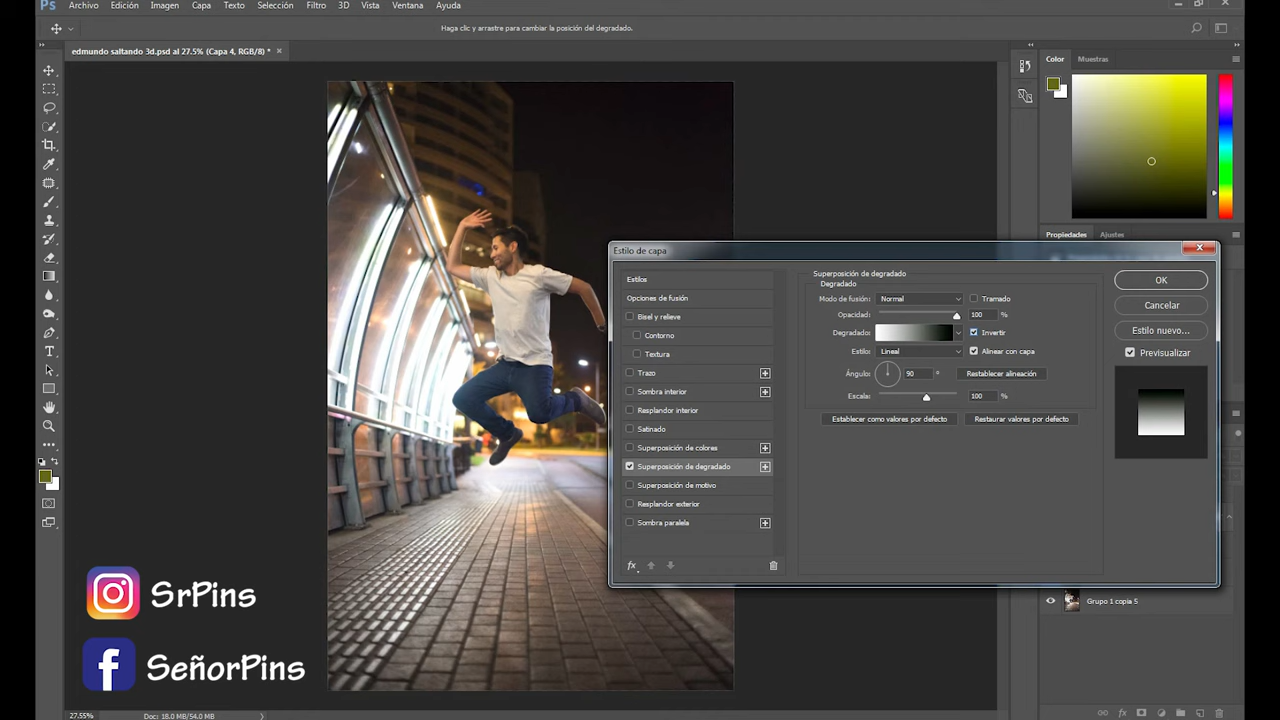 Ps Archivo Edición Imagen Capa Texto Selección Filtro 3D Vista Ventana Ayuda
Haga clic y arrastre para cambiar la posición del degradado.
edmundo saltando 3d.psd al 27.5% (Capa 4, RGB/8) * ×
Color Muestras
Propiedades Ajustes
Estilo de capa
Estilos
Opciones de fusión
Bisel y relieve
Contorno
Textura
Trazo
Sombra interior
Resplandor interior
Satinado
Superposición de colores
Superposición de degradado
Superposición de motivo
Resplandor exterior
Sombra paralela
fx
Superposición de degradado
Degradado
Modo de fusión: Normal Tramado
Opacidad: 100 %
Degradado: Invertir
Estilo: Lineal Alinear con capa
Ángulo: 90 ° Restablecer alineación
Escala: 100 %
Establecer como valores por defecto Restaurar valores por defecto
OK
Cancelar
Estilo nuevo...
Previsualizar
Grupo 1 copia 5
SrPins
f SeñorPins
27.55% Doc: 18.0 MB/54.0 MB
fx